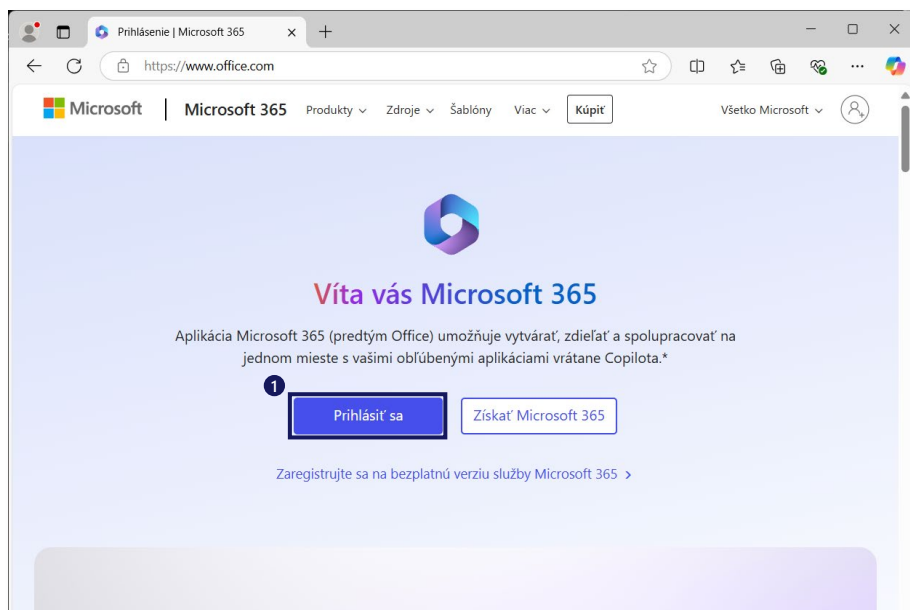 Prihlásenie | Microsoft 365
https://www.office.com
Microsoft | Microsoft 365 Produkty Zdroje Šablóny Viac Kúpiť Všetko Microsoft
Víta vás Microsoft 365
Aplikácia Microsoft 365 (predtým Office) umožňuje vytvárať, zdieľať a spolupracovať na
jednom mieste s vašimi obľúbenými aplikáciami vrátane Copilota.*
1
Prihlásiť sa Získať Microsoft 365
Zaregistrujte sa na bezplatnú verziu služby Microsoft 365 >